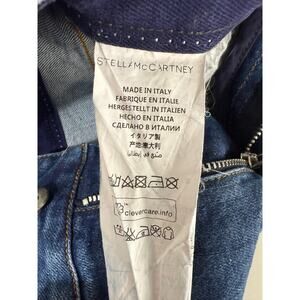 STELLA McCARTNEY
MADE IN ITALY
FABRIQUE EN ITALIE
HERGESTELLT IN ITALIEN
HECHO EN ITALIA
СДЕЛАНО В ИТАЛИИ
イタリア製
产地意大利
صنع في إيطاليا
clevercare.info